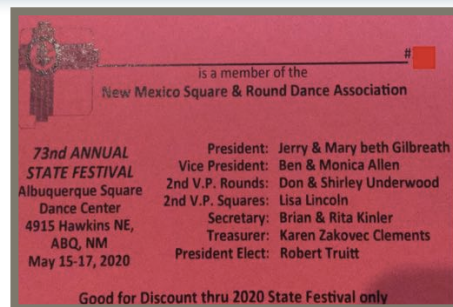 #
is a member of the
New Mexico Square & Round Dance Association
73nd ANNUAL
STATE FESTIVAL
Albuquerque Square
Dance Center
4915 Hawkins NE,
ABQ, NM
May 15-17, 2020
President: Jerry & Mary beth Gilbreath
Vice President: Ben & Monica Allen
2nd V.P. Rounds: Don & Shirley Underwood
2nd V.P. Squares: Lisa Lincoln
Secretary: Brian & Rita Kinler
Treasurer: Karen Zakovec Clements
President Elect: Robert Truitt
Good for Discount thru 2020 State Festival only